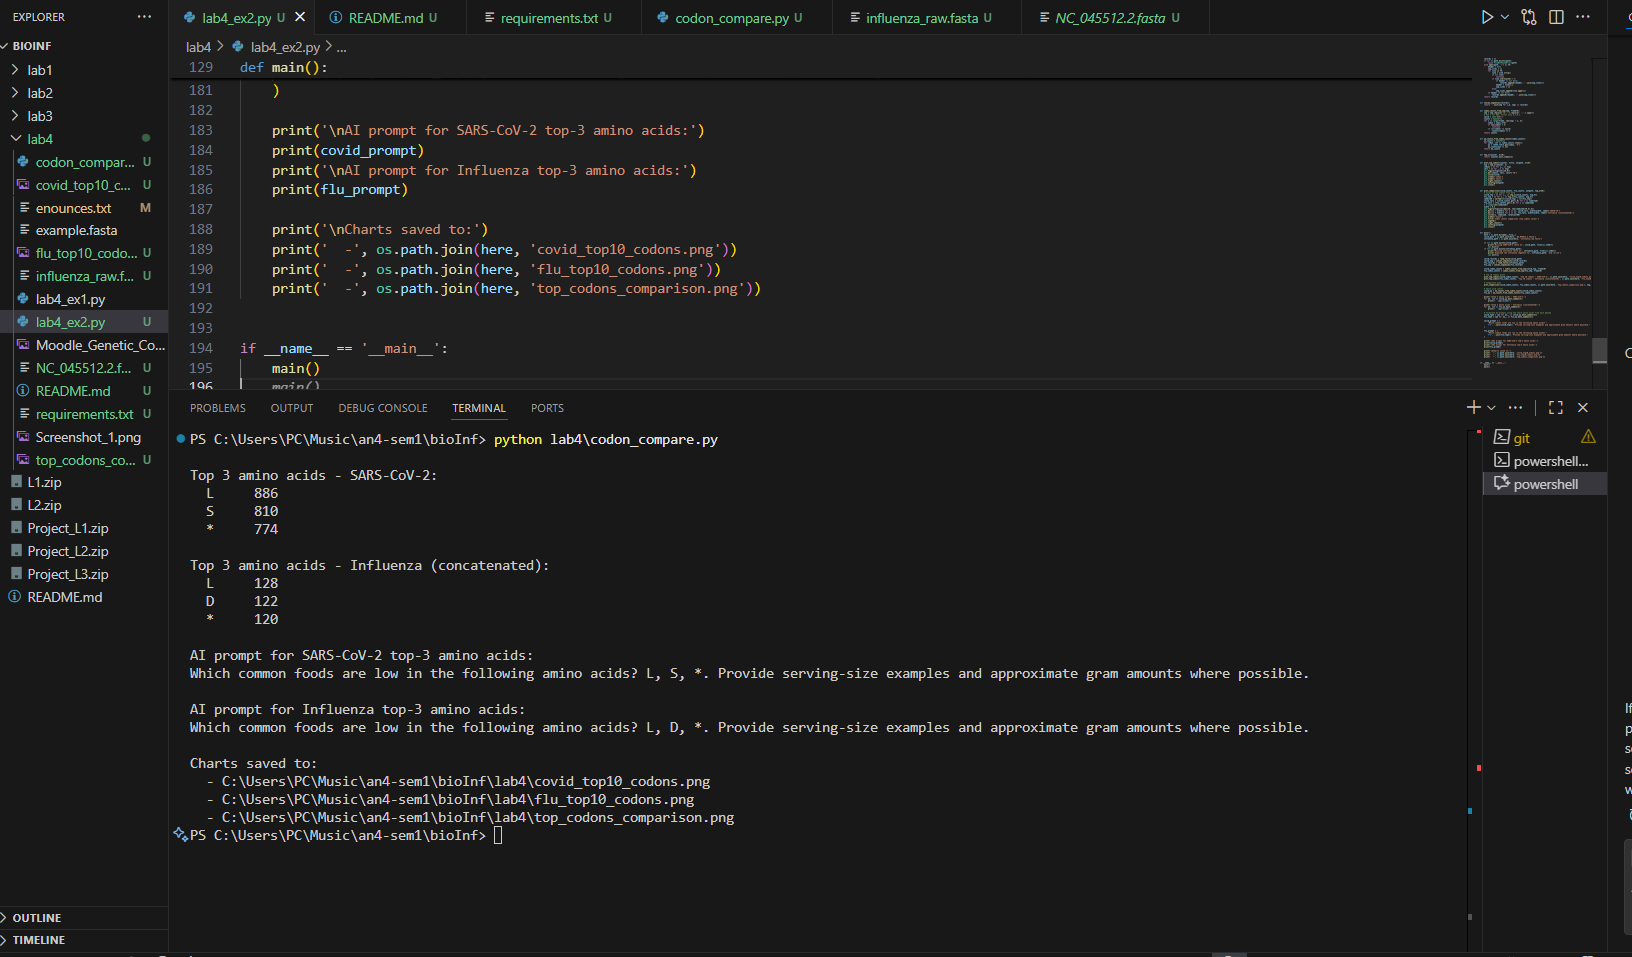 EXPLORER ...
BIOINF
lab1
lab2
lab3
lab4
codon_compar... U
covid_top10_c... U
enounces.txt M
example.fasta
flu_top10_codo... U
influenza_raw.f... U
lab4_ex1.py
lab4_ex2.py U
Moodle_Genetic_Co...
NC_045512.2.f... U
README.md U
requirements.txt U
Screenshot_1.png
top_codons_co... U
L1.zip
L2.zip
Project_L1.zip
Project_L2.zip
Project_L3.zip
README.md
OUTLINE
TIMELINE
lab4_ex2.py U README.md U requirements.txt U codon_compare.py U influenza_raw.fasta U NC_045512.2.fasta U
lab4 > lab4_ex2.py > ...
129 def main():
181 )
182
183 print('\nAI prompt for SARS-CoV-2 top-3 amino acids:')
184 print(covid_prompt)
185 print('\nAI prompt for Influenza top-3 amino acids:')
186 print(flu_prompt)
187
188 print('\nCharts saved to:')
189 print('  -', os.path.join(here, 'covid_top10_codons.png'))
190 print('  -', os.path.join(here, 'flu_top10_codons.png'))
191 print('  -', os.path.join(here, 'top_codons_comparison.png'))
192
193
194 if __name__ == '__main__':
195 main()
196 main()
PROBLEMS OUTPUT DEBUG CONSOLE TERMINAL PORTS
PS C:\Users\PC\Music\an4-sem1\bioInf> python lab4\codon_compare.py
Top 3 amino acids - SARS-CoV-2:
L 886
S 810
* 774
Top 3 amino acids - Influenza (concatenated):
L 128
D 122
* 120
AI prompt for SARS-CoV-2 top-3 amino acids:
Which common foods are low in the following amino acids? L, S, *. Provide serving-size examples and approximate gram amounts where possible.
AI prompt for Influenza top-3 amino acids:
Which common foods are low in the following amino acids? L, D, *. Provide serving-size examples and approximate gram amounts where possible.
Charts saved to:
- C:\Users\PC\Music\an4-sem1\bioInf\lab4\covid_top10_codons.png
- C:\Users\PC\Music\an4-sem1\bioInf\lab4\flu_top10_codons.png
- C:\Users\PC\Music\an4-sem1\bioInf\lab4\top_codons_comparison.png
PS C:\Users\PC\Music\an4-sem1\bioInf>
git
powershell...
powershell